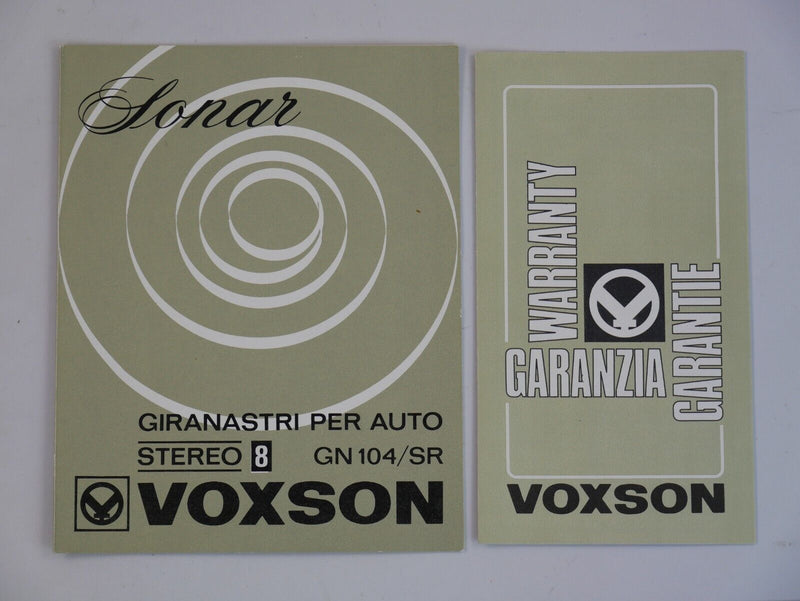 Sonar
GIRANASTRI PER AUTO
STEREO 8 GN 104/SR
VOXSON
WARRANTY
GARANZIA
GARANTIE
VOXSON